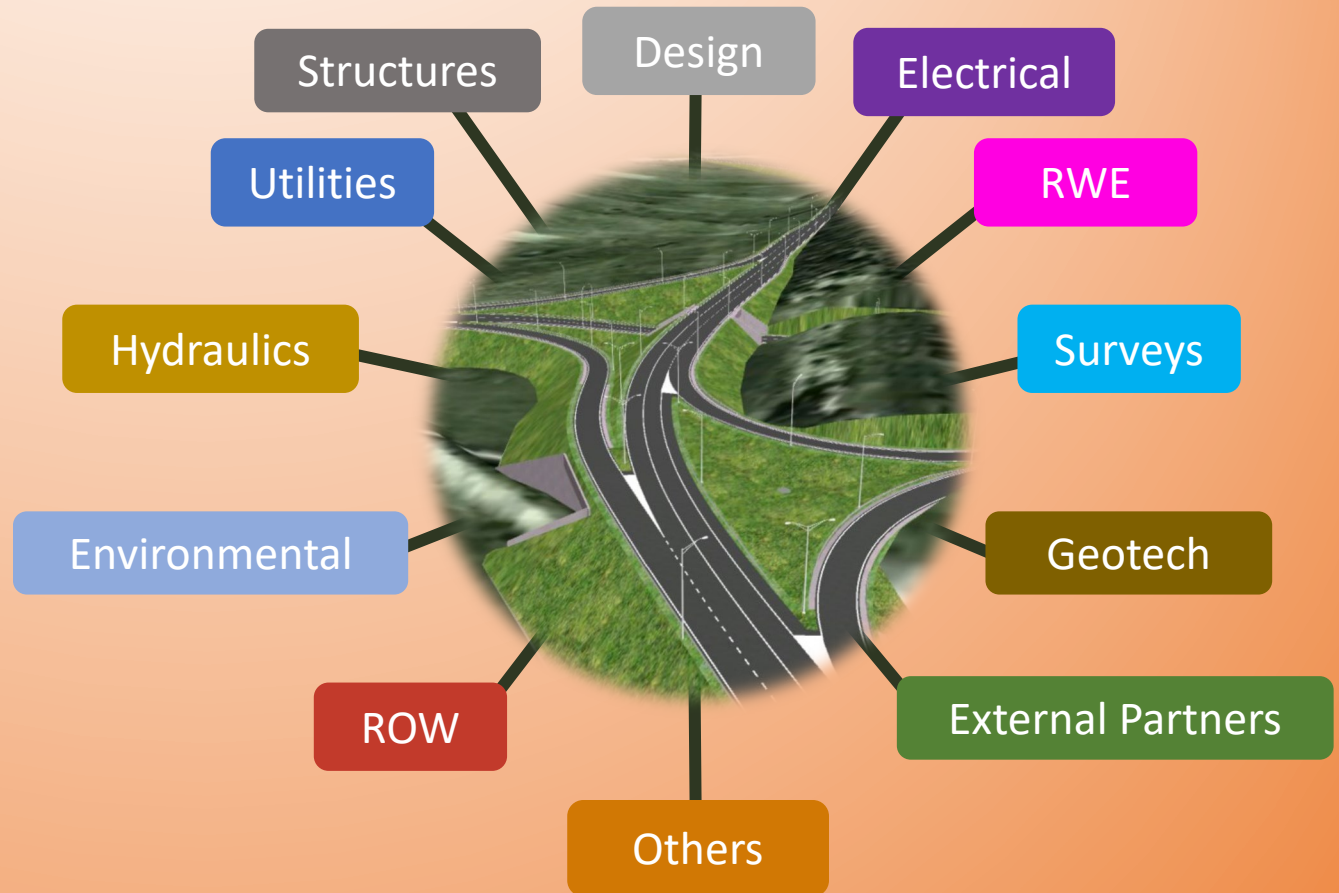 Design
Structures
Electrical
Utilities
RWE
Hydraulics
Surveys
Environmental
Geotech
ROW
External Partners
Others